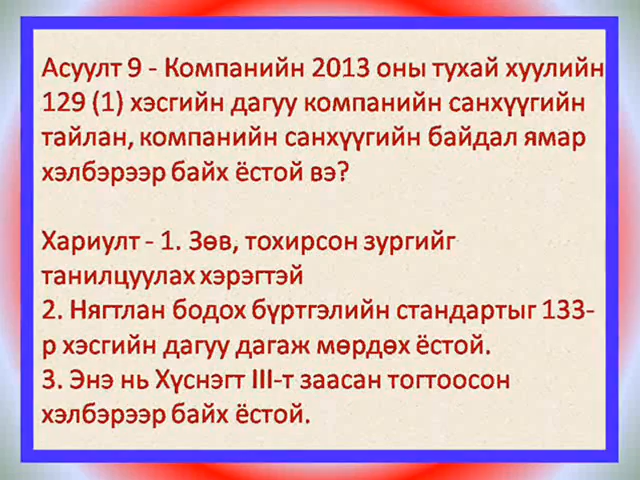 Асуулт 9 - Компанийн 2013 оны тухай хуулийн
129 (1) хэсгийн дагуу компанийн санхүүгийн
тайлан, компанийн санхүүгийн байдал ямар
хэлбэрээр байх ёстой вэ?
Хариулт - 1. Зөв, тохирсон зургийг
танилцуулах хэрэгтэй
2. Нягтлан бодох бүртгэлийн стандартыг 133-
р хэсгийн дагуу дагаж мөрдөх ёстой.
3. Энэ нь Хүснэгт III-т заасан тогтоосон
хэлбэрээр байх ёстой.